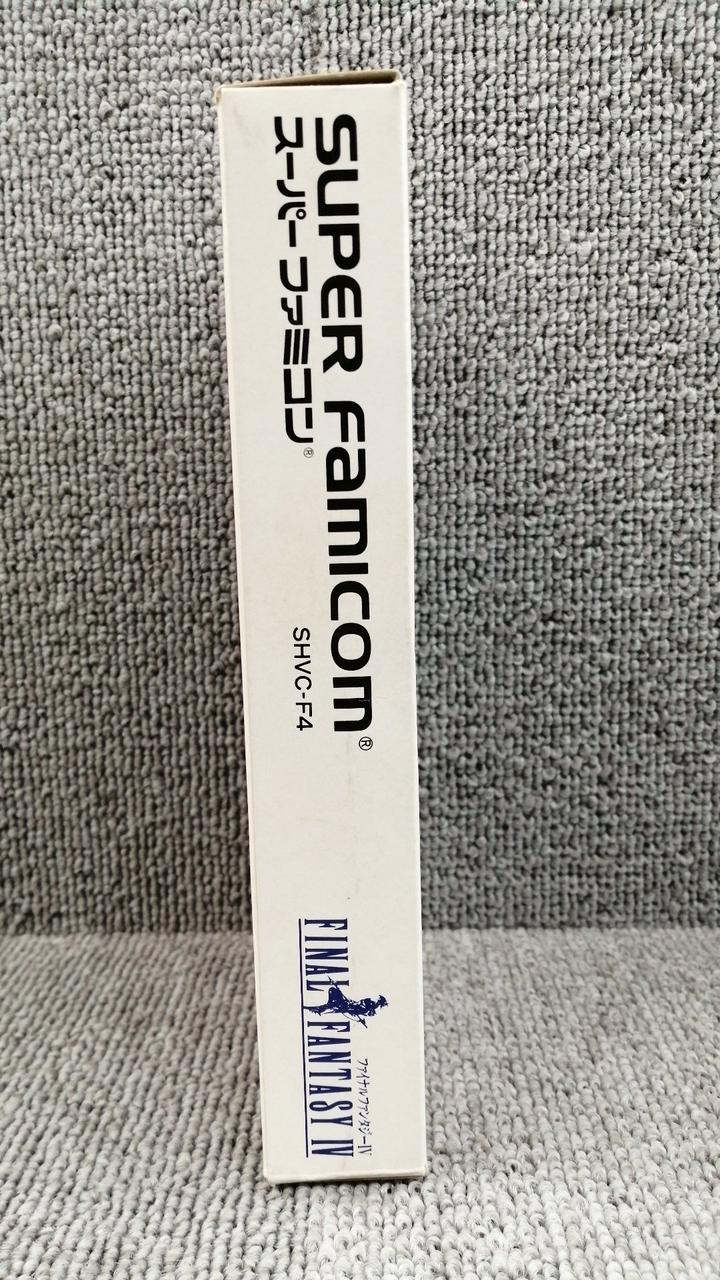 SUPER FAMICOM®
スーパーファミコン®
SHVC-F4
ファイナルファンタジーIV
FINAL FANTASY IV